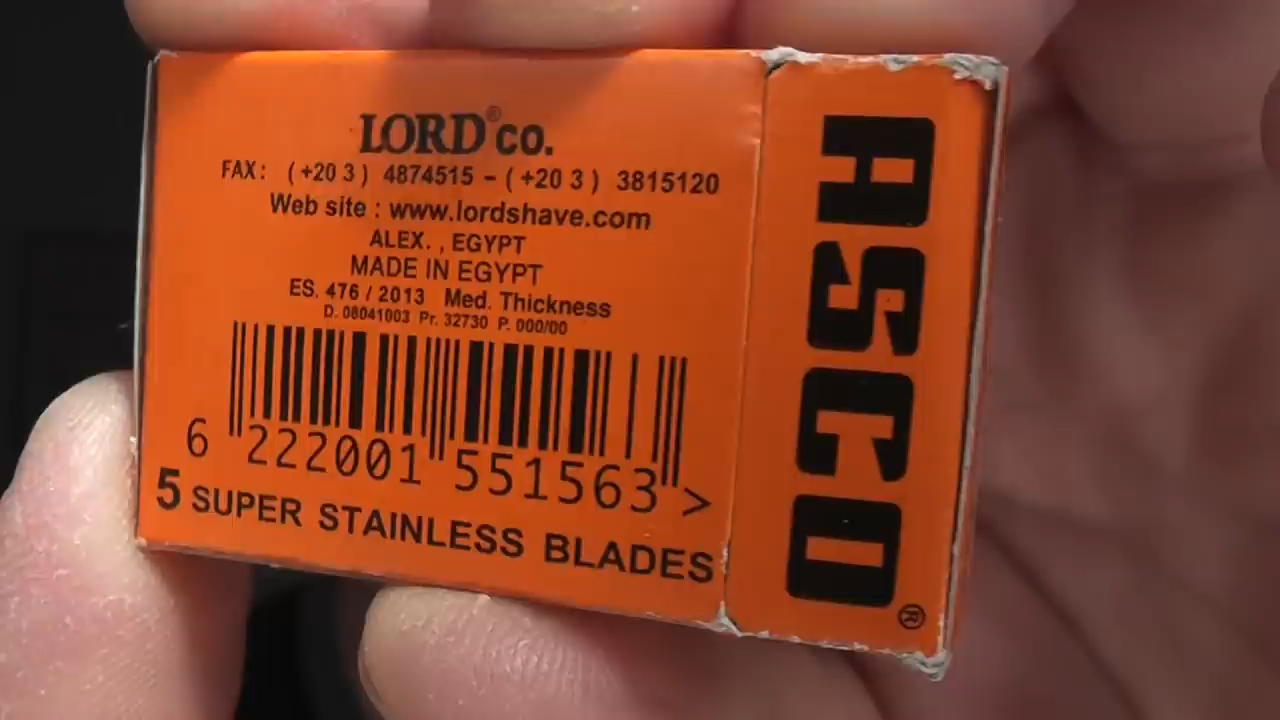 LORD® CO.
FAX : (+20 3) 4874515 - (+20 3) 3815120
Web site : www.lordshave.com
ALEX. , EGYPT
MADE IN EGYPT
ES. 476 / 2013 Med. Thickness
D. 08041003 Pr. 32730 P. 000/00
6 222001 551563 >
5 SUPER STAINLESS BLADES
ASCO®